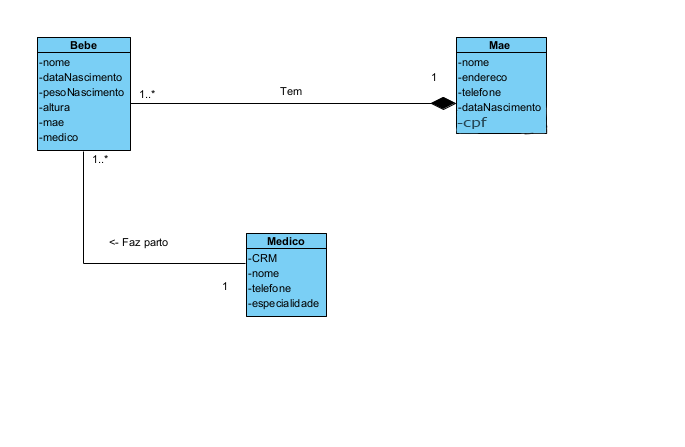 Bebe
-nome
-dataNascimento
-pesoNascimento
-altura
-mae
-medico
1..*
Tem
1
Mae
-nome
-endereco
-telefone
-dataNascimento
-cpf
1..*
<- Faz parto
1
Medico
-CRM
-nome
-telefone
-especialidade